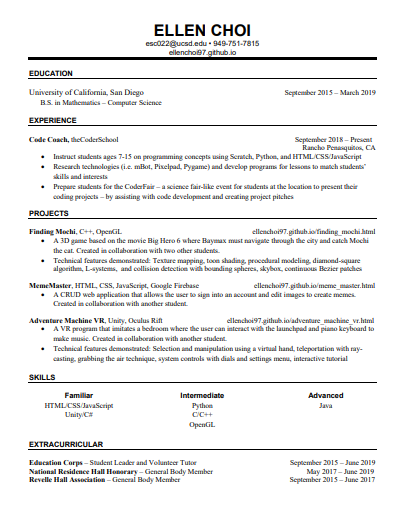 ELLEN CHOI
esc022@ucsd.edu • 949-751-7815
ellenchoi97.github.io
EDUCATION
University of California, San Diego September 2015 – March 2019
B.S. in Mathematics – Computer Science
EXPERIENCE
Code Coach, theCoderSchool September 2018 – Present
Rancho Penasquitos, CA
• Instruct students ages 7-15 on programming concepts using Scratch, Python, and HTML/CSS/JavaScript
• Research technologies (i.e. mBot, Pixelpad, Pygame) and develop programs for lessons to match students'
skills and interests
• Prepare students for the CoderFair – a science fair-like event for students at the location to present their
coding projects – by assisting with code development and creating project pitches
PROJECTS
Finding Mochi, C++, OpenGL ellenchoi97.github.io/finding_mochi.html
• A 3D game based on the movie Big Hero 6 where Baymax must navigate through the city and catch Mochi
the cat. Created in collaboration with two other students.
• Technical features demonstrated: Texture mapping, toon shading, procedural modeling, diamond-square
algorithm, L-systems, and collision detection with bounding spheres, skybox, continuous Bezier patches
MemeMaster, HTML, CSS, JavaScript, Google Firebase ellenchoi97.github.io/meme_master.html
• A CRUD web application that allows the user to sign into an account and edit images to create memes.
Created in collaboration with another student.
Adventure Machine VR, Unity, Oculus Rift ellenchoi97.github.io/adventure_machine_vr.html
• A VR program that imitates a bedroom where the user can interact with the launchpad and piano keyboard to
make music. Created in collaboration with another student.
• Technical features demonstrated: Selection and manipulation using a virtual hand, teleportation with ray-
casting, grabbing the air technique, system controls with dials and settings menu, interactive tutorial
SKILLS
Familiar Intermediate Advanced
HTML/CSS/JavaScript Python Java
Unity/C# C/C++
OpenGL
EXTRACURRICULAR
Education Corps – Student Leader and Volunteer Tutor September 2015 – June 2019
National Residence Hall Honorary – General Body Member May 2017 – June 2019
Revelle Hall Association – General Body Member September 2015 – June 2017